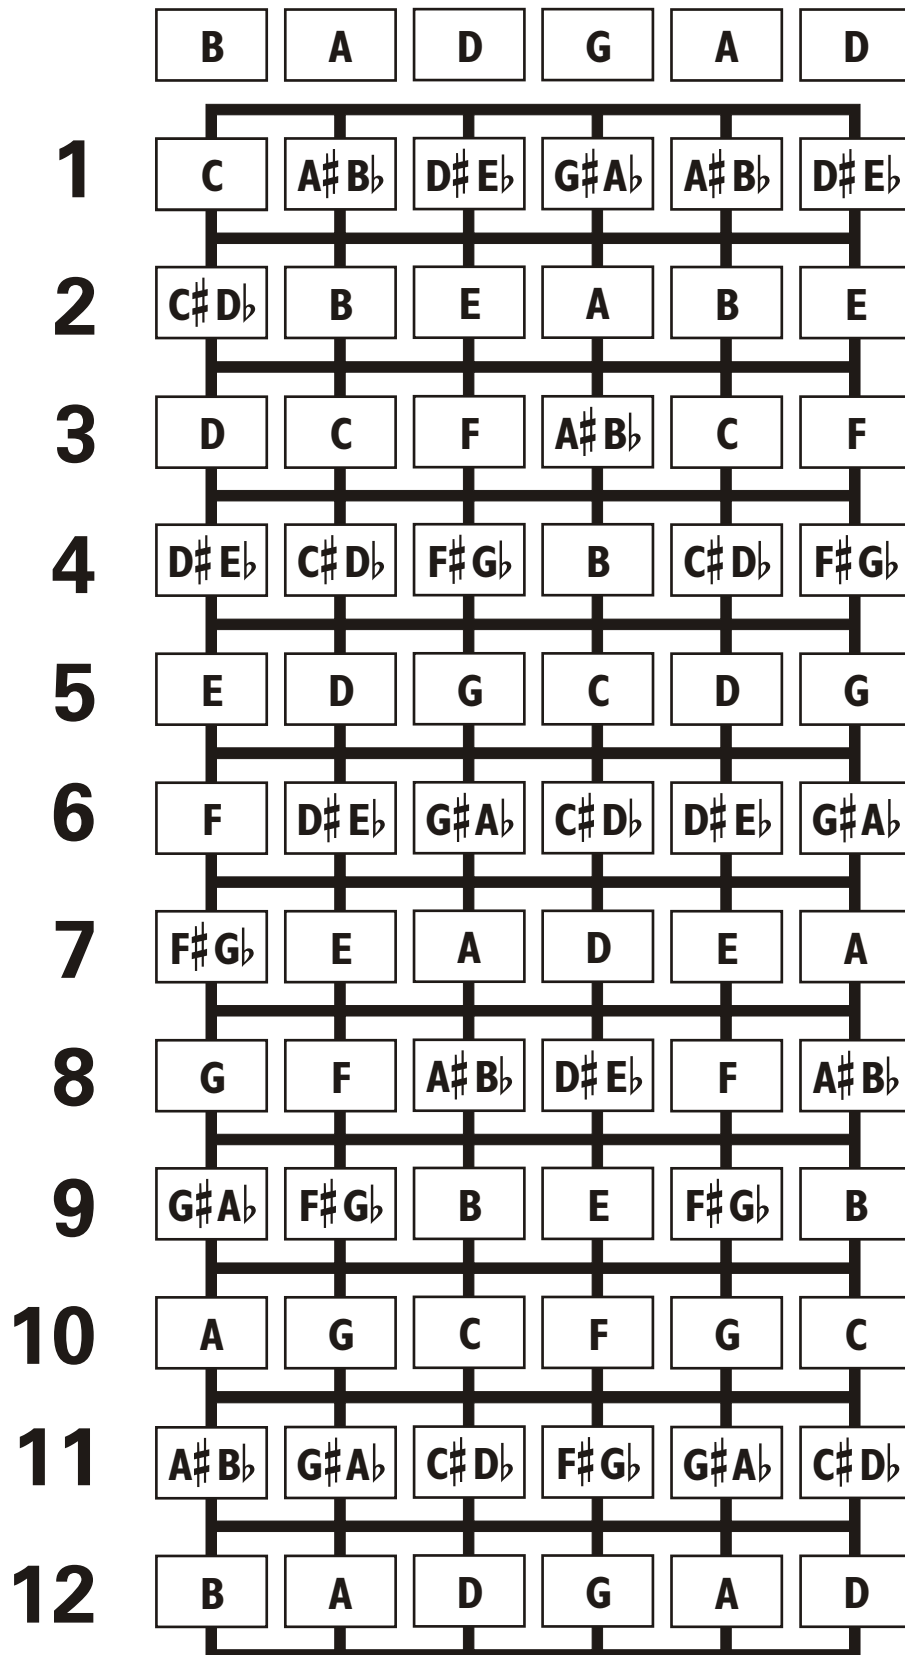 B A D G A D
1 C A♯B♭ D♯E♭ G♯A♭ A♯B♭ D♯E♭
2 C♯D♭ B E A B E
3 D C F A♯B♭ C F
4 D♯E♭ C♯D♭ F♯G♭ B C♯D♭ F♯G♭
5 E D G C D G
6 F D♯E♭ G♯A♭ C♯D♭ D♯E♭ G♯A♭
7 F♯G♭ E A D E A
8 G F A♯B♭ D♯E♭ F A♯B♭
9 G♯A♭ F♯G♭ B E F♯G♭ B
10 A G C F G C
11 A♯B♭ G♯A♭ C♯D♭ F♯G♭ G♯A♭ C♯D♭
12 B A D G A D